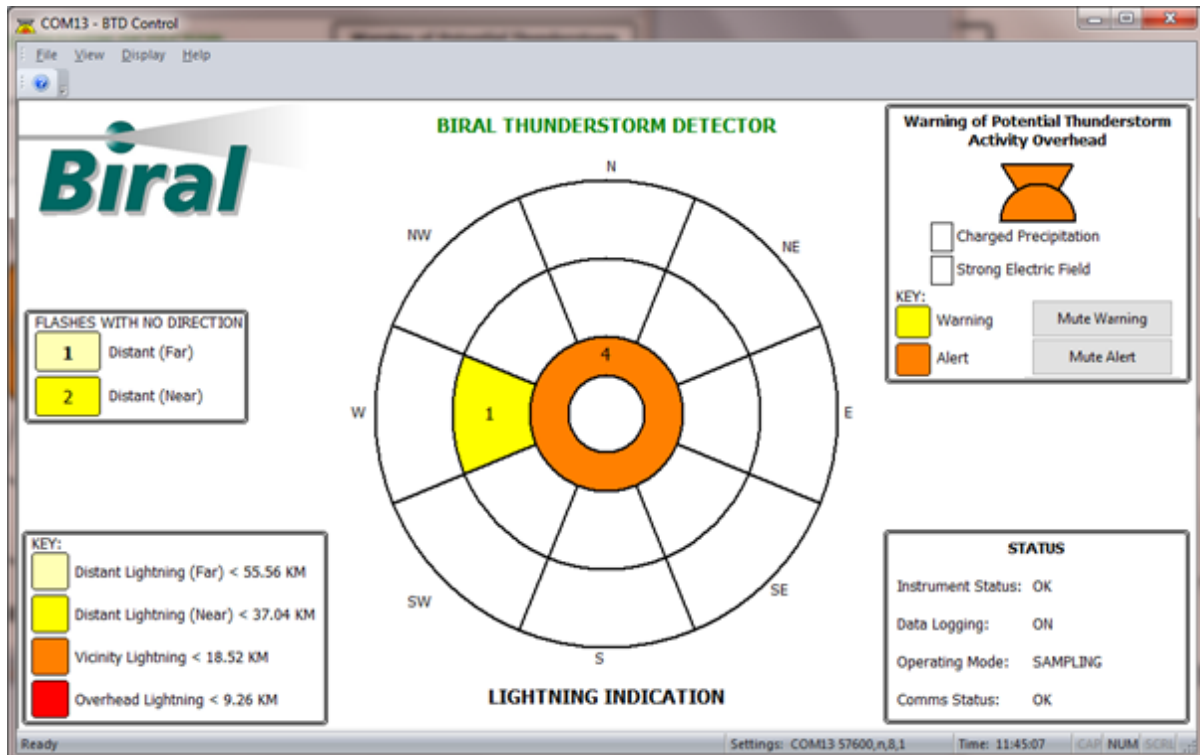 COM13 - BTD Control
File View Display Help
Biral
BIRAL THUNDERSTORM DETECTOR
N
NW
NE
W
E
SW
SE
S
4
1
LIGHTNING INDICATION
FLASHES WITH NO DIRECTION
1 Distant (Far)
2 Distant (Near)
KEY:
Distant Lightning (Far) < 55.56 KM
Distant Lightning (Near) < 37.04 KM
Vicinity Lightning < 18.52 KM
Overhead Lightning < 9.26 KM
Warning of Potential Thunderstorm
Activity Overhead
Charged Precipitation
Strong Electric Field
KEY:
Warning Mute Warning
Alert Mute Alert
STATUS
Instrument Status: OK
Data Logging: ON
Operating Mode: SAMPLING
Comms Status: OK
Ready Settings: COM13 57600,n,8,1 Time: 11:45:07 CAP NUM SCRL